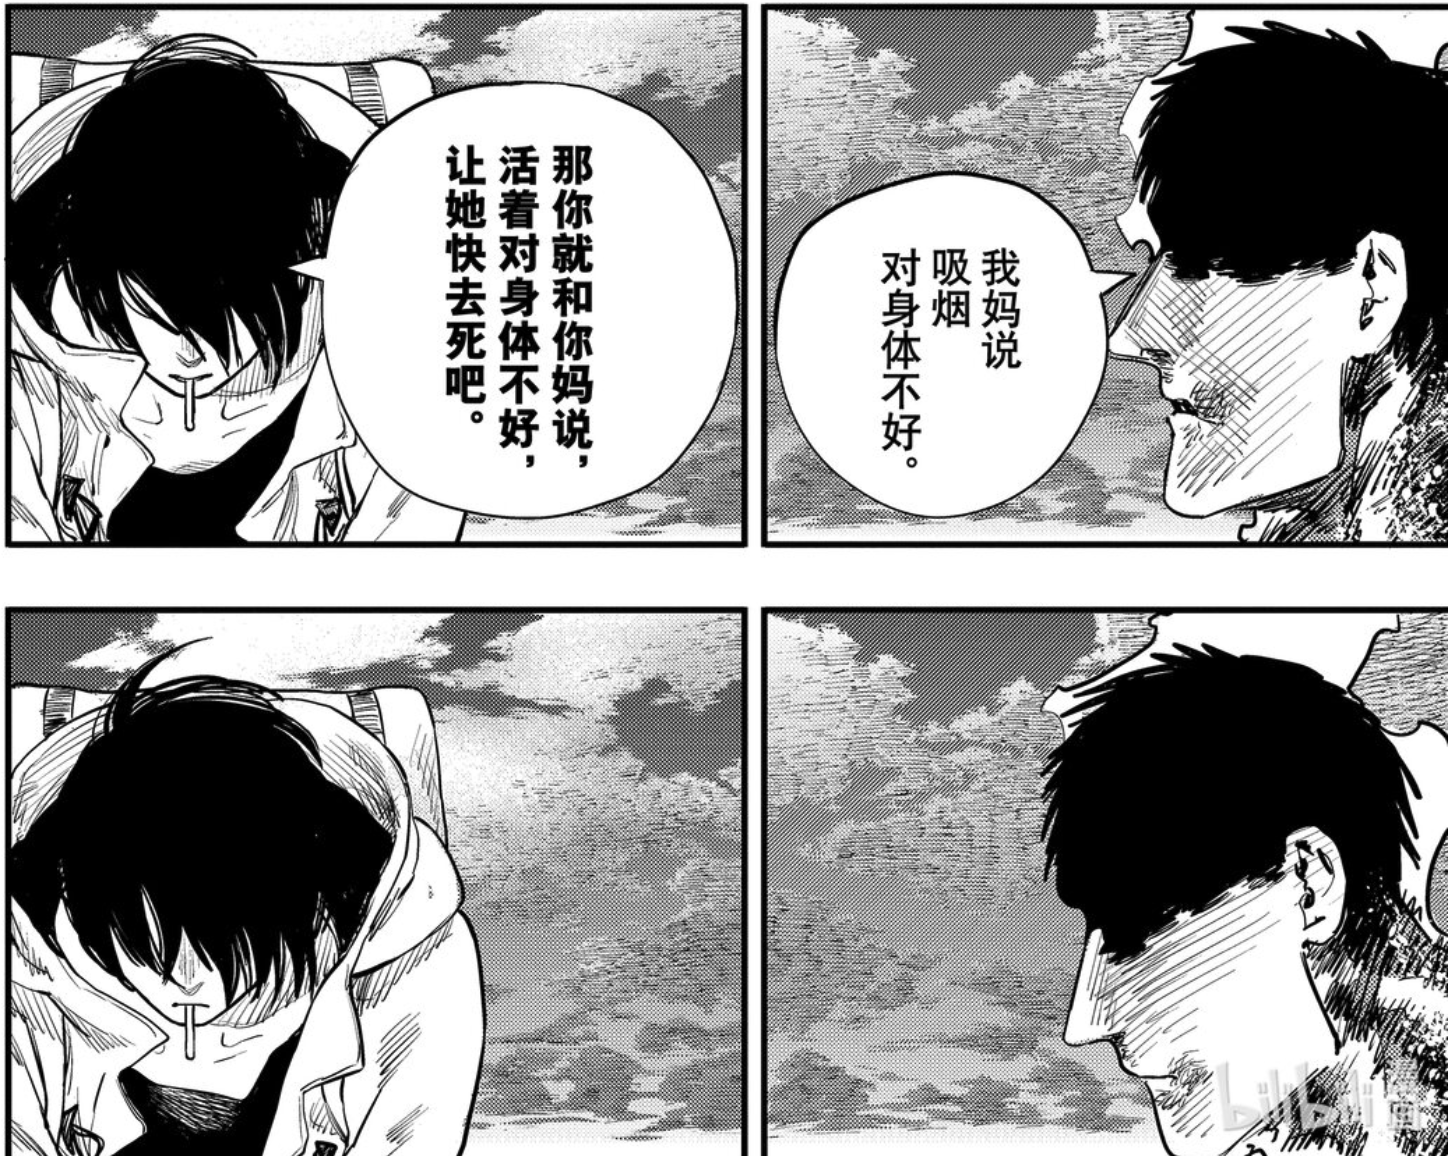 我妈说
吸烟
对身体不好。
那你就和你妈说，
活着对身体不好，
让她快去死吧。
bilibili